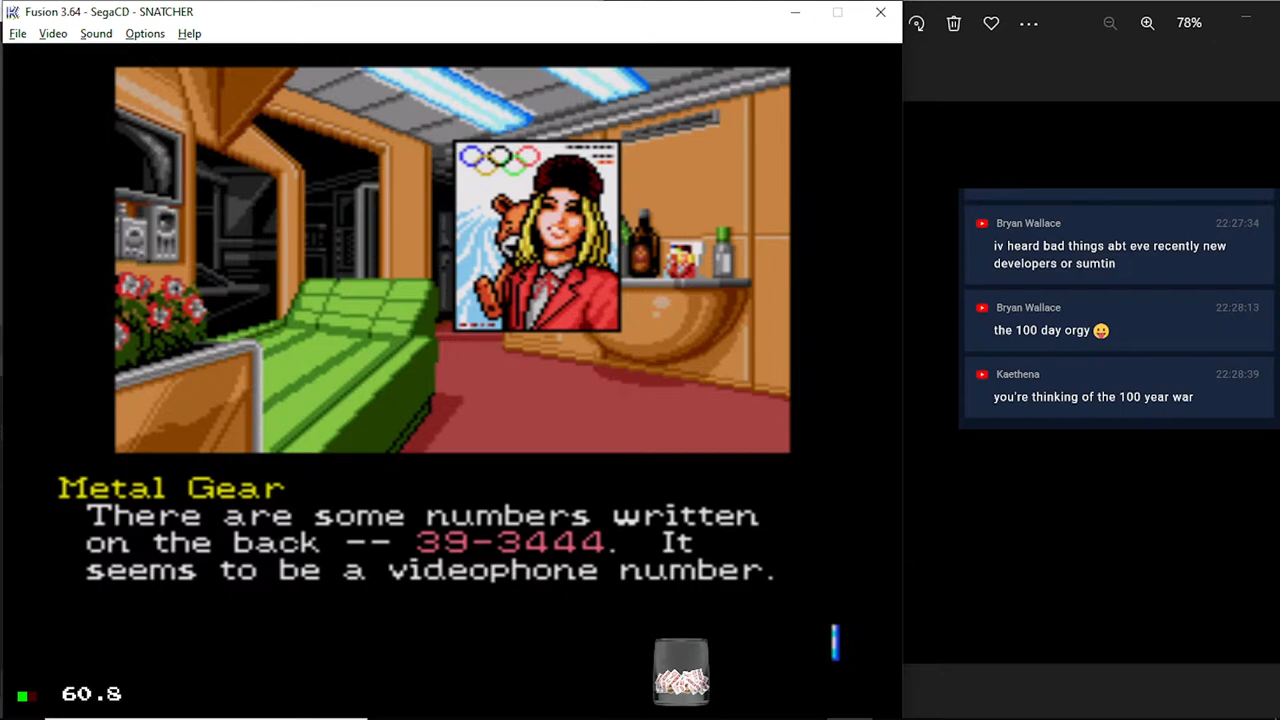 Fusion 3.64 - SegaCD - SNATCHER
File Video Sound Options Help
78%
Metal Gear
There are some numbers written
on the back -- 39-3444. It
seems to be a videophone number.
60.8
Bryan Wallace 22:27:34
iv heard bad things abt eve recently new
developers or sumtin
Bryan Wallace 22:28:13
the 100 day orgy 😛
Kaethena 22:28:39
you're thinking of the 100 year war